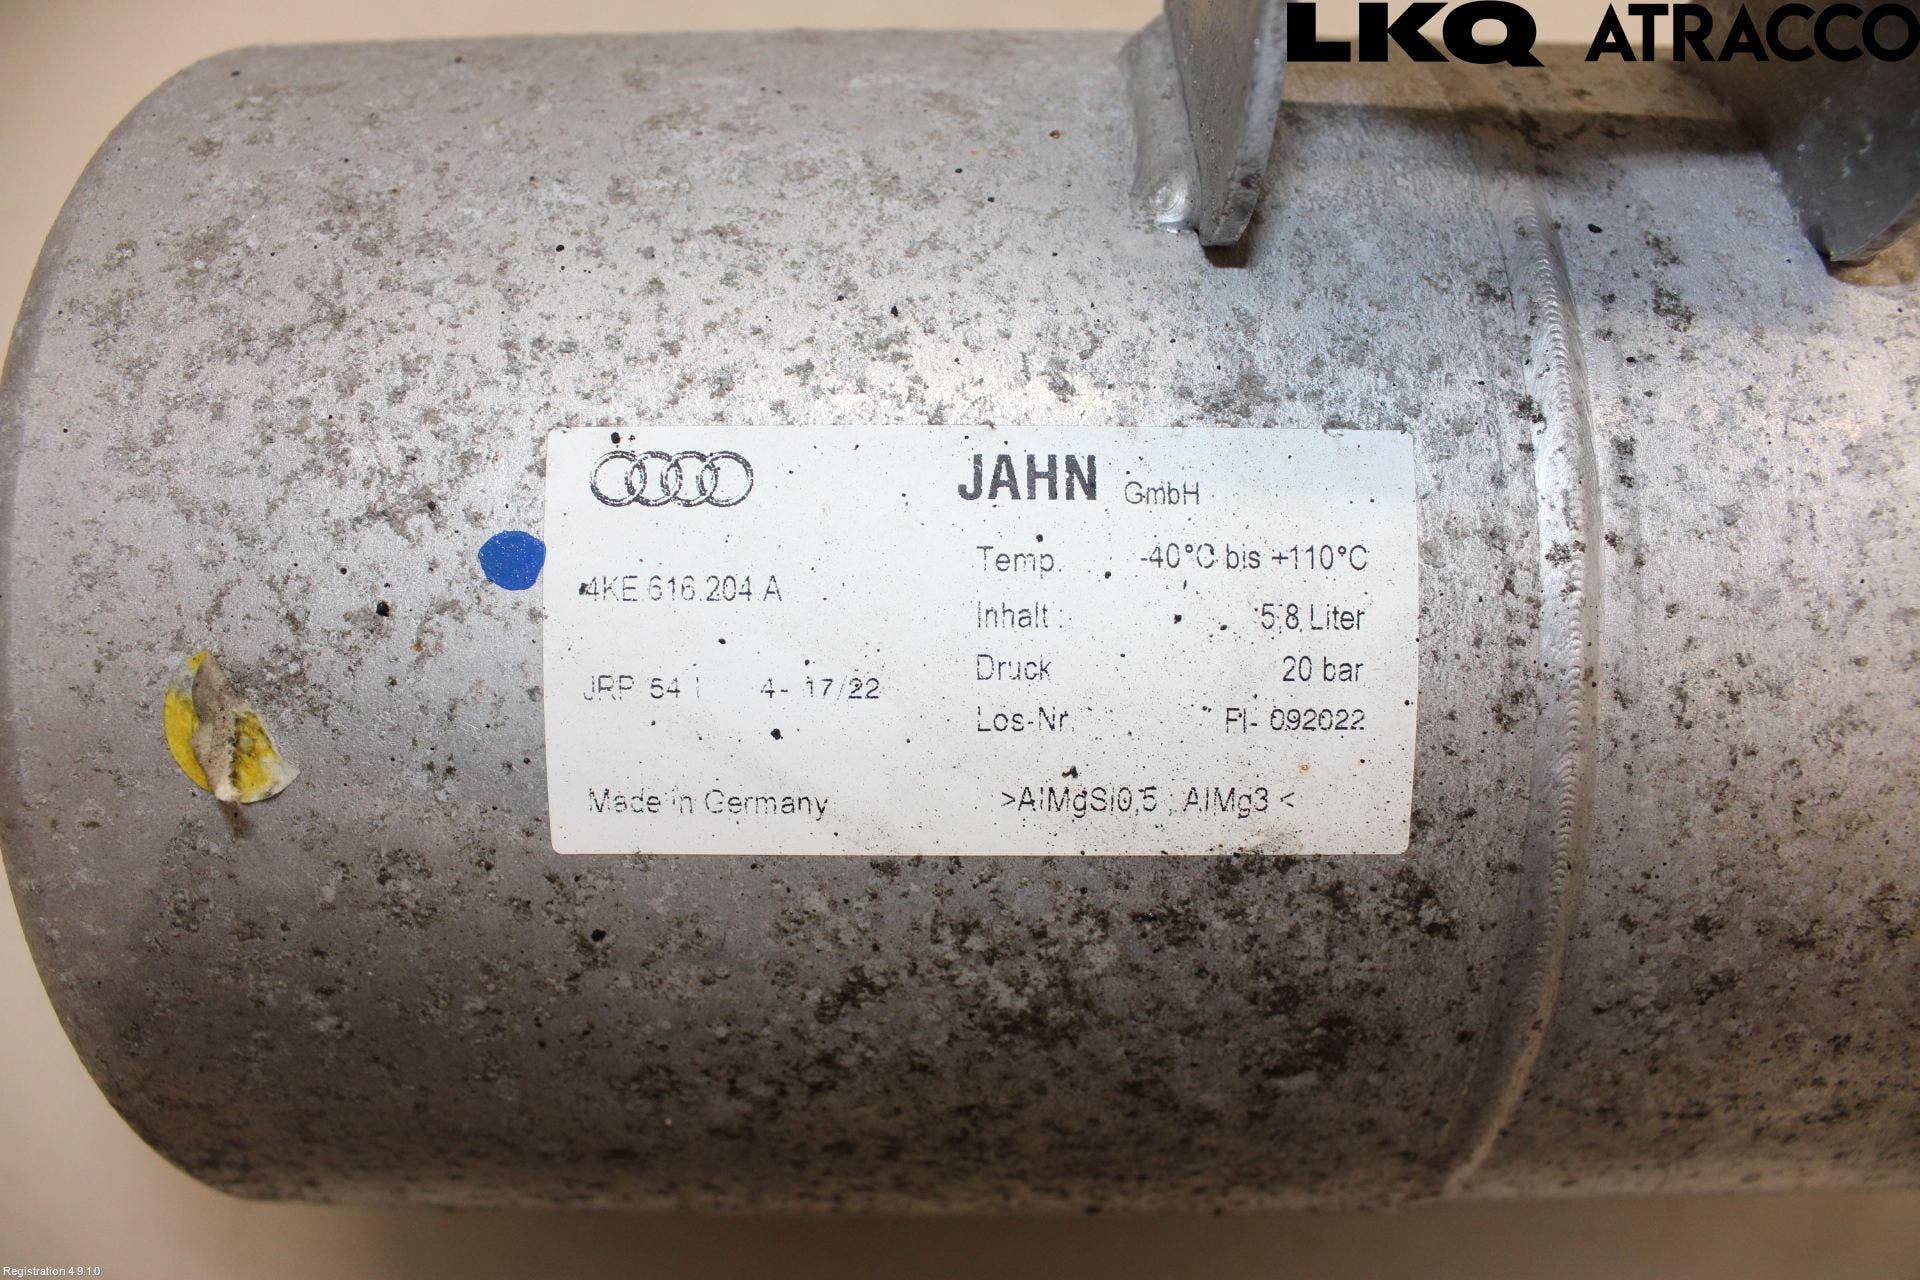 LKQ ATRACCO
JAHN GmbH
Temp. -40°C bis +110°C
4KE 616 204 A
Inhalt : 5,8 Liter
Druck 20 bar
JRP 54 I 4- 17/22
Los-Nr. FI- 092022
Made in Germany >AlMgSi0,5 , AlMg3 <
Registration 4.9.1.0